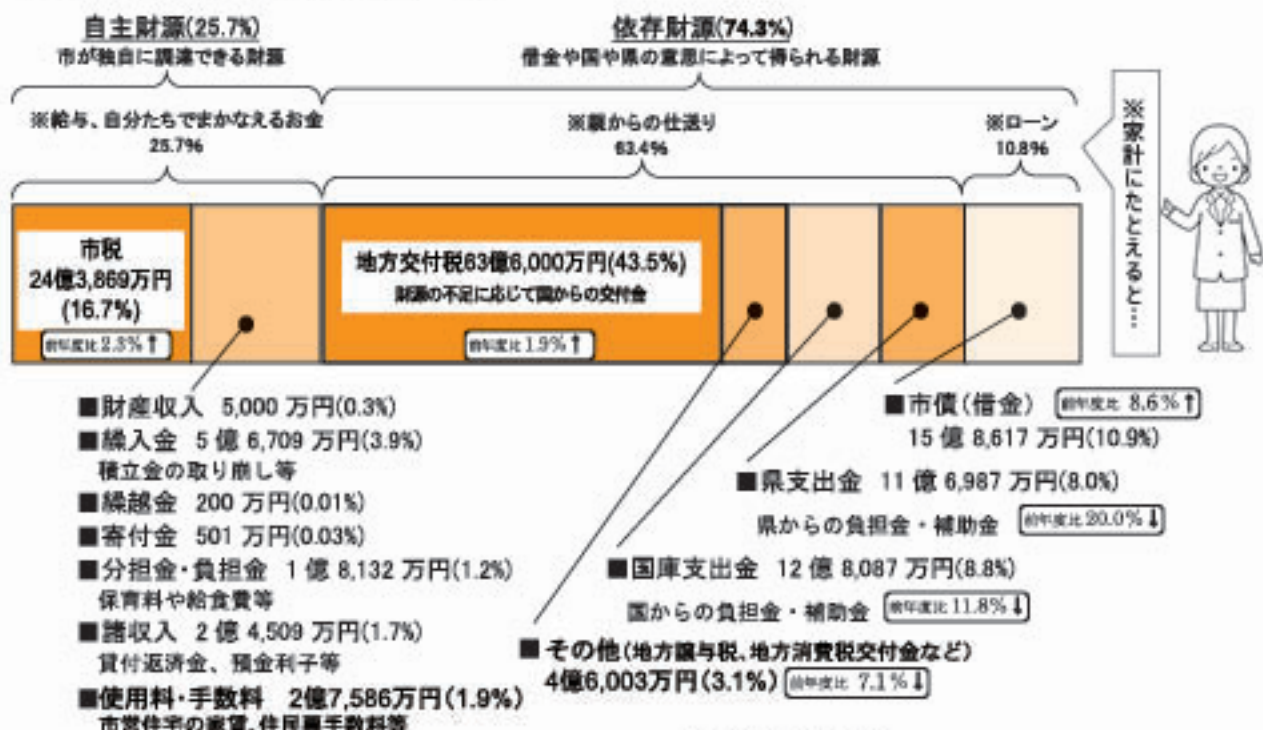 自主財源(25.7%)
市が独自に調達できる財源
依存財源(74.3%)
借金や国や県の意思によって得られる財源
※給与、自分たちでまかなえるお金
25.7%
※親からの仕送り
63.4%
※ローン
10.8%
※家計にたとえると…
市税
24億3,869万円
(16.7%)
前年度比2.3%↑
地方交付税63億6,000万円(43.5%)
財源の不足に応じて国からの交付金
前年度比1.9%↑
■財産収入 5,000 万円(0.3%)
■繰入金 5 億 6,709 万円(3.9%)
積立金の取り崩し等
■繰越金 200 万円(0.01%)
■寄付金 501 万円(0.03%)
■分担金・負担金 1 億 8,132 万円(1.2%)
保育料や給食費等
■諸収入 2 億 4,509 万円(1.7%)
貸付返済金、預金利子等
■使用料・手数料 2億7,586万円(1.9%)
市営住宅の家賃、住民票手数料等
■市債(借金) 前年度比 8.6%↑
15 億 8,617 万円(10.9%)
■県支出金 11 億 6,987 万円(8.0%)
県からの負担金・補助金 前年度比20.0%↓
■国庫支出金 12 億 8,087 万円(8.8%)
国からの負担金・補助金 前年度比11.8%↓
■その他(地方譲与税、地方消費税交付金など)
4億6,003万円(3.1%) 前年度比 7.1%↓